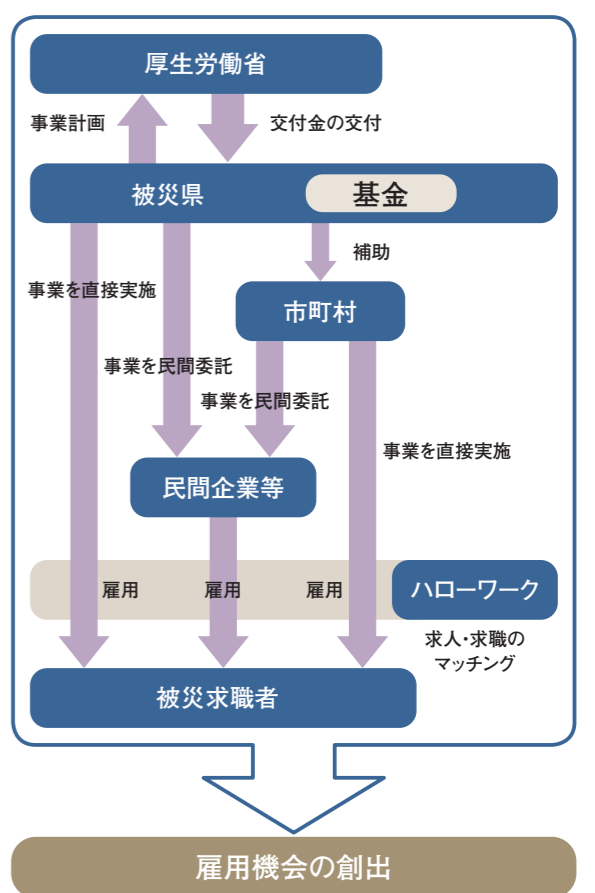 厚生労働省
事業計画
交付金の交付
被災県
基金
補助
事業を直接実施
市町村
事業を民間委託
事業を民間委託
事業を直接実施
民間企業等
雇用
雇用
雇用
ハローワーク
求人・求職の
マッチング
被災求職者
雇用機会の創出